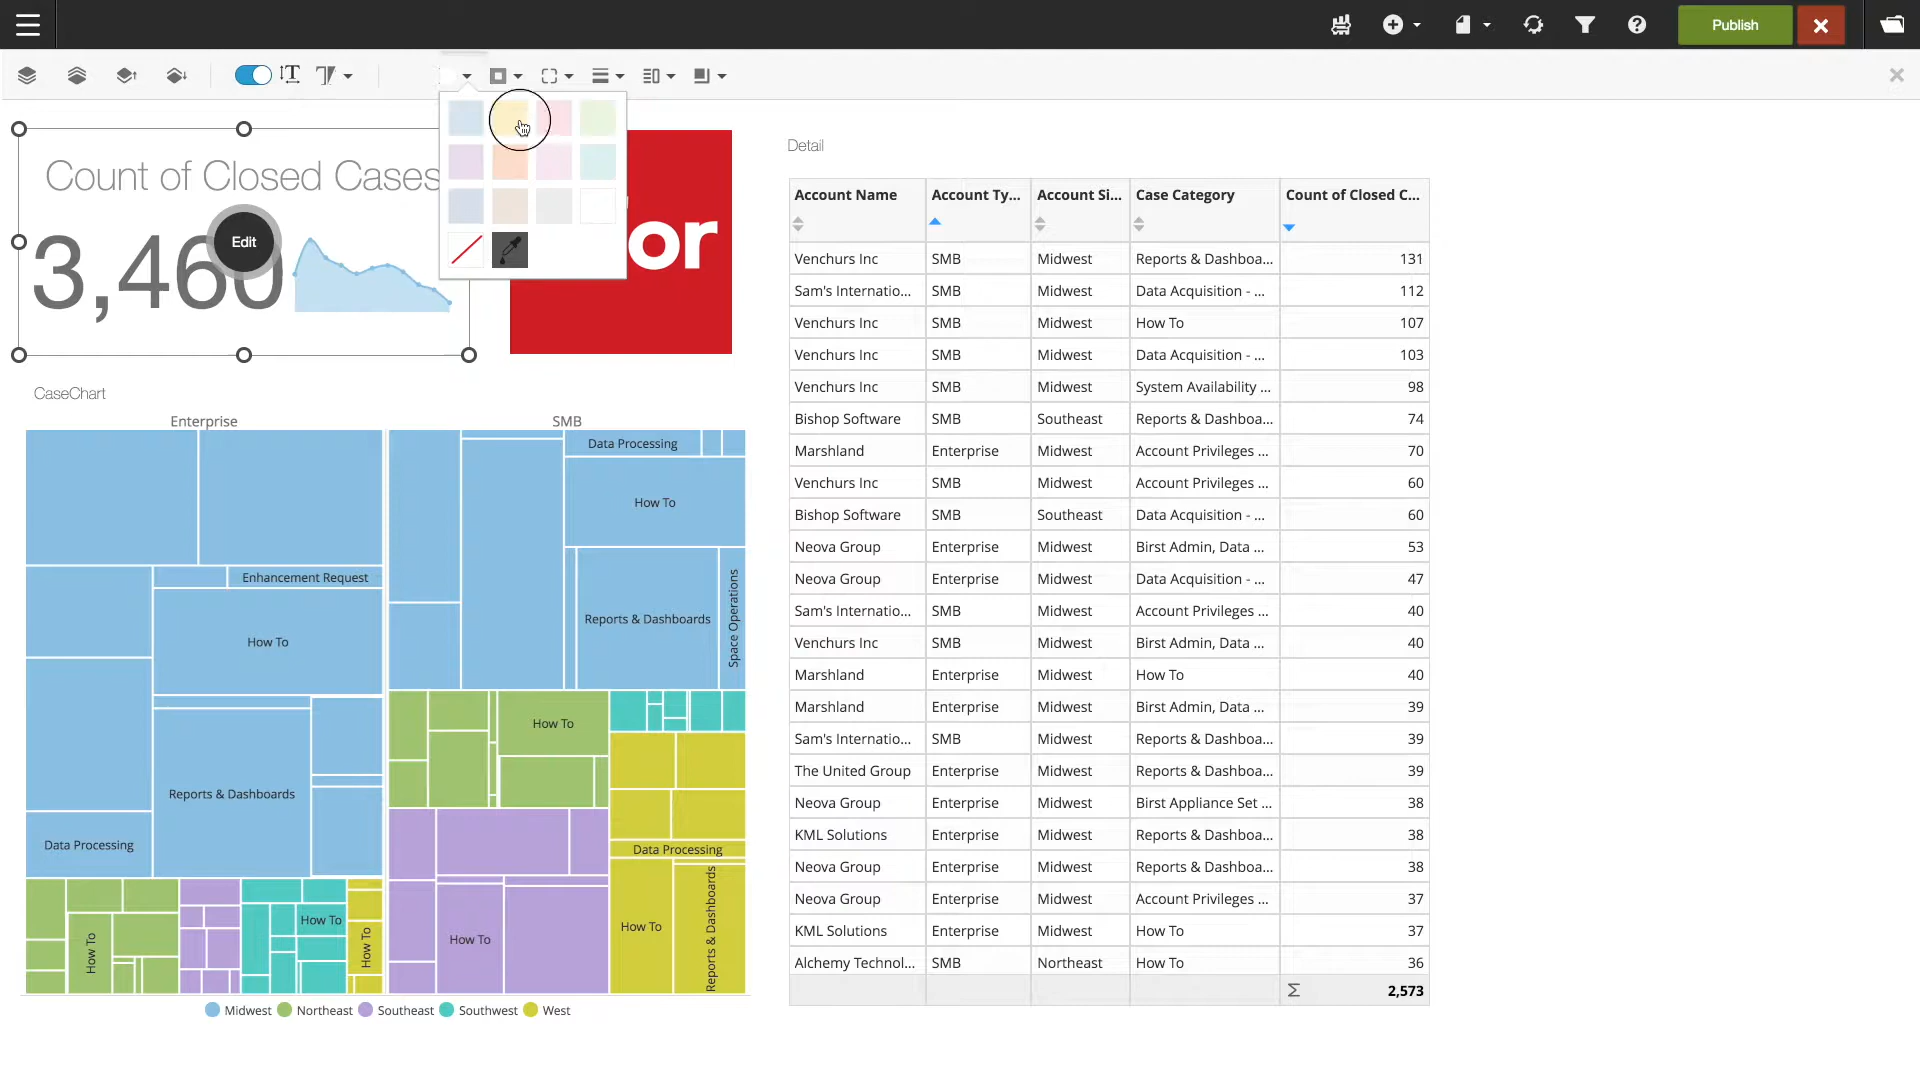 Publish
Count of Closed Cases
3,460
Edit
or
Detail
Account Name Account Ty... Account Si... Case Category Count of Closed C...
Venchurs Inc SMB Midwest Reports & Dashboa... 131
Sam's Internatio... SMB Midwest Data Acquisition - ... 112
Venchurs Inc SMB Midwest How To 107
Venchurs Inc SMB Midwest Data Acquisition - ... 103
Venchurs Inc SMB Midwest System Availability ... 98
Bishop Software SMB Southeast Reports & Dashboa... 74
Marshland Enterprise Midwest Account Privileges ... 70
Venchurs Inc SMB Midwest Account Privileges ... 60
Bishop Software SMB Southeast Data Acquisition - ... 60
Neova Group Enterprise Midwest Birst Admin, Data ... 53
Neova Group Enterprise Midwest Data Acquisition - ... 47
Sam's Internatio... SMB Midwest Account Privileges ... 40
Venchurs Inc SMB Midwest Birst Admin, Data ... 40
Marshland Enterprise Midwest How To 40
Marshland Enterprise Midwest Birst Admin, Data ... 39
Sam's Internatio... SMB Midwest Reports & Dashboa... 39
The United Group Enterprise Midwest Reports & Dashboa... 39
Neova Group Enterprise Midwest Birst Appliance Set ... 38
KML Solutions Enterprise Midwest Reports & Dashboa... 38
Neova Group Enterprise Midwest Reports & Dashboa... 38
Neova Group Enterprise Midwest Account Privileges ... 37
KML Solutions Enterprise Midwest How To 37
Alchemy Technol... SMB Northeast How To 36
Σ 2,573
CaseChart
Enterprise SMB
Data Processing
How To
Enhancement Request
Reports & Dashboards
Space Operations
How To
How To
Reports & Dashboards
Data Processing
Data Processing
How To
How To
How To
How To
How To
Reports & Dashboards
Midwest Northeast Southeast Southwest West